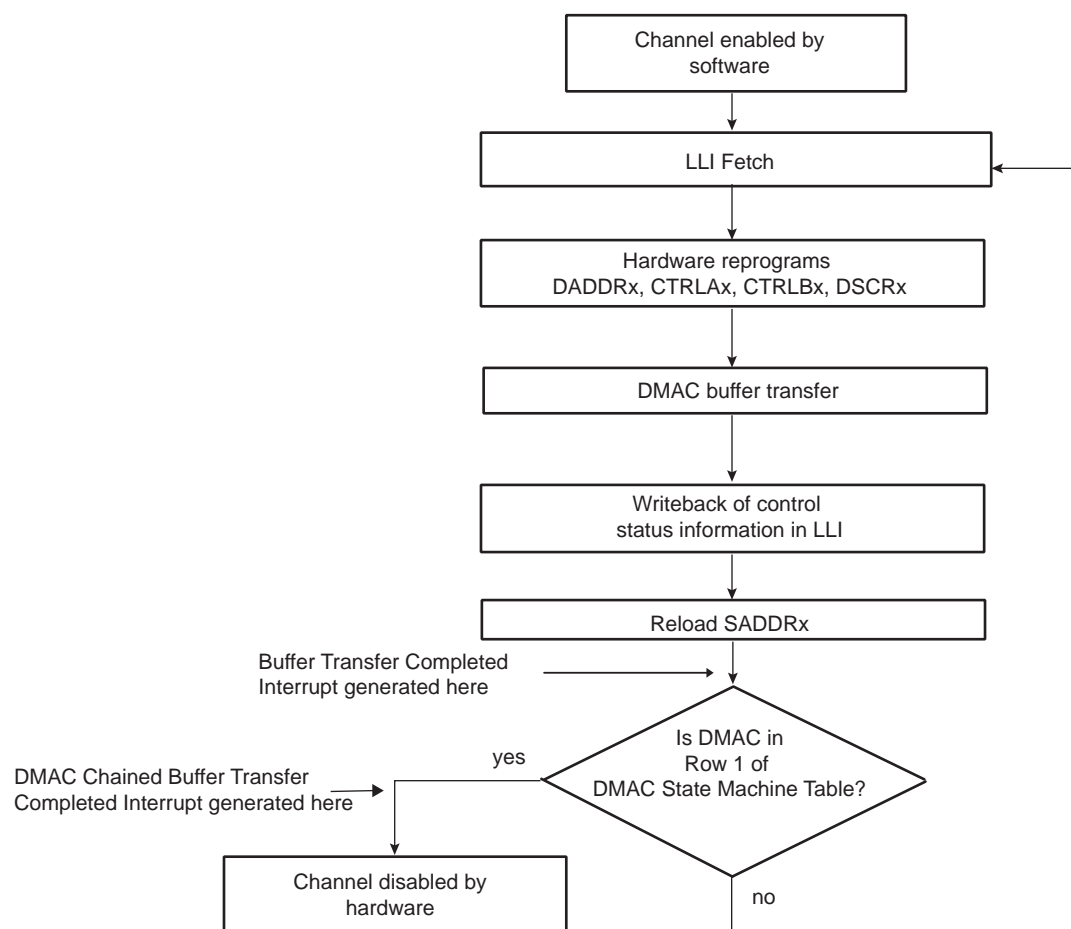 Channel enabled by
software
LLI Fetch
Hardware reprograms
DADDRx, CTRLAx, CTRLBx, DSCRx
DMAC buffer transfer
Writeback of control
status information in LLI
Reload SADDRx
Buffer Transfer Completed
Interrupt generated here
Is DMAC in
Row 1 of
DMAC State Machine Table?
yes
DMAC Chained Buffer Transfer
Completed Interrupt generated here
Channel disabled by
hardware
no